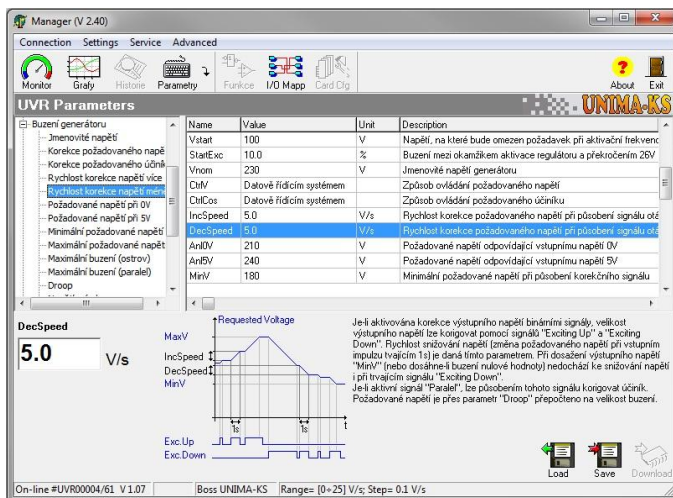 Manager (V 2.40)
Connection Settings Service Advanced
Monitor Grafy Historie Parametry Funkce I/O Mapp Card Cfg About Exit
UVR Parameters UNIMA-KS
Buzení generátoru
Jmenovité napětí
Korekce požadovaného napě
Korekce požadovaného účiník
Rychlost korekce napětí více
Rychlost korekce napětí méně
Požadované napětí při 0V
Požadované napětí při 5V
Minimální požadované napětí
Maximální požadované napět
Maximální buzení (ostrov)
Maximální buzení (paralel)
Droop
Name Value Unit Description
Vstart 100 V Napětí, na které bude omezen požadavek při aktivační frekvenc
StartExc 10.0 % Buzení mezi okamžikem aktivace regulátoru a překročením 26V
Vnom 230 V Jmenovité napětí generátoru
CtrlV Datově řídícím systémem Způsob ovládání požadovaného napětí
CtrlCos Datově řídícím systémem Způsob ovládání požadovaného účiníku
IncSpeed 5.0 V/s Rychlost korekce požadovaného napětí při působení signálu otá
DecSpeed 5.0 V/s Rychlost korekce požadovaného napětí při působení signálu otá
Anl0V 210 V Požadované napětí odpovídající vstupnímu napětí 0V
Anl5V 240 V Požadované napětí odpovídající vstupnímu napětí 5V
MinV 180 V Minimální požadované napětí při působení korekčního signálu
DecSpeed
5.0 V/s
Requested Voltage
MaxV
IncSpeed
DecSpeed
MinV
1s 1s t
Exc.Up
Exc.Down
Je-li aktivována korekce výstupního napětí binárními signály, velikost
výstupního napětí lze korigovat pomocí signálů "Exciting Up" a "Exciting
Down". Rychlost snižování napětí (změna požadovaného napětí při vstupním
impulzu tvajícím 1s) je daná tímto parametrem. Při dosažení výstupního napětí
"MinV" (nebo dosáhne-li buzení nulové hodnoty) nedochází ke snižování napětí
i při trvajícím signálu "Exciting Down".
Je-li aktivní signál "Paralel", lze působením tohoto signálu korigovat účiník.
Požadované napětí je přes parametr "Droop" přepočteno na velikost buzení.
Load Save Download
On-line #UVR00004/61 V 1.07 Boss UNIMA-KS Range= [0÷25] V/s; Step= 0.1 V/s